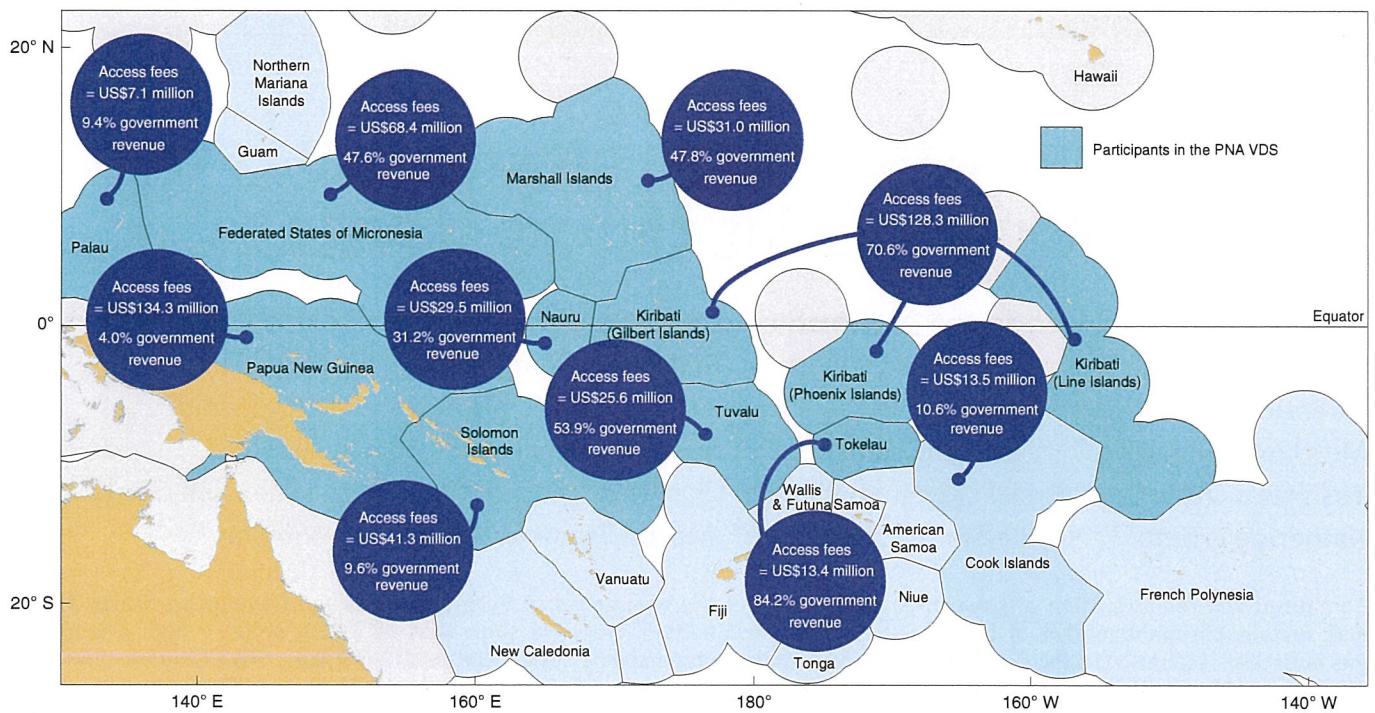 20° N
0°
20° S
140° E
160° E
180°
160° W
140° W
Equator
Northern
Mariana
Islands
Guam
Hawaii
Participants in the PNA VDS
Access fees
= US$7.1 million
9.4% government
revenue
Access fees
= US$68.4 million
47.6% government
revenue
Access fees
= US$31.0 million
47.8% government
revenue
Access fees
= US$128.3 million
70.6% government
revenue
Marshall Islands
Palau
Federated States of Micronesia
Access fees
= US$134.3 million
4.0% government
revenue
Access fees
= US$29.5 million
31.2% government
revenue
Nauru
Kiribati
(Gilbert Islands)
Papua New Guinea
Access fees
= US$25.6 million
53.9% government
revenue
Tuvalu
Kiribati
(Phoenix Islands)
Access fees
= US$13.5 million
10.6% government
revenue
Kiribati
(Line Islands)
Solomon
Islands
Tokelau
Access fees
= US$41.3 million
9.6% government
revenue
Wallis
& Futuna
Samoa
American
Samoa
Access fees
= US$13.4 million
84.2% government
revenue
Vanuatu
Fiji
Niue
Cook Islands
French Polynesia
New Caledonia
Tonga